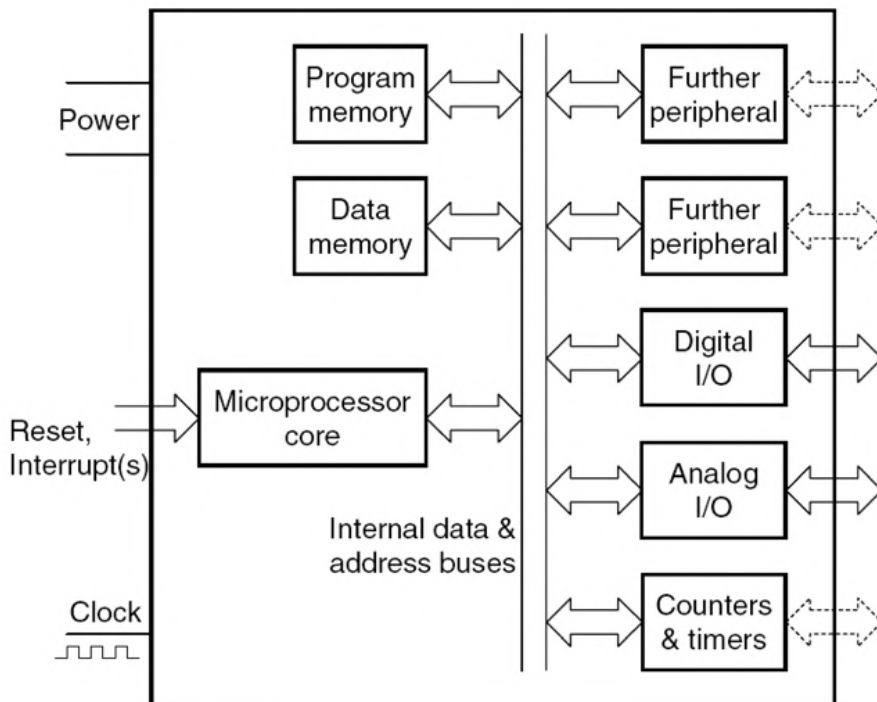 Program
memory
Further
peripheral
Power
Data
memory
Further
peripheral
Digital
I/O
Microprocessor
core
Reset,
Interrupt(s)
Analog
I/O
Internal data &
address buses
Clock
Counters
& timers